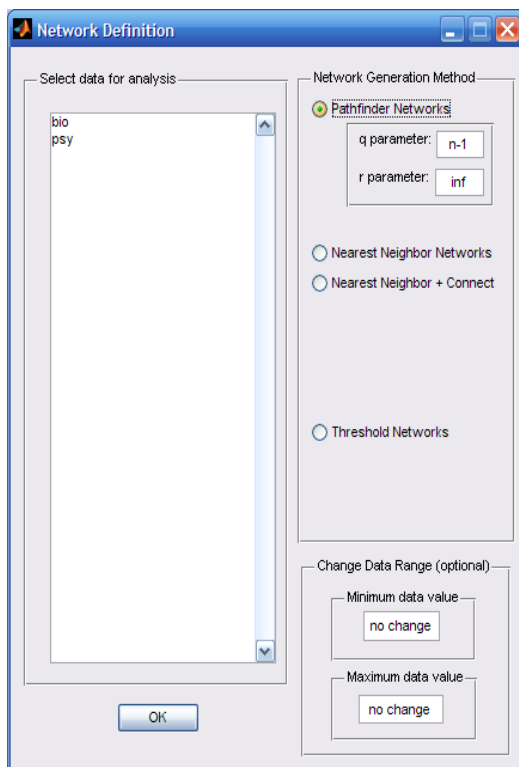 Network Definition
Select data for analysis
bio
psy
OK
Network Generation Method
Pathfinder Networks
q parameter: n-1
r parameter: inf
Nearest Neighbor Networks
Nearest Neighbor + Connect
Threshold Networks
Change Data Range (optional)
Minimum data value
no change
Maximum data value
no change